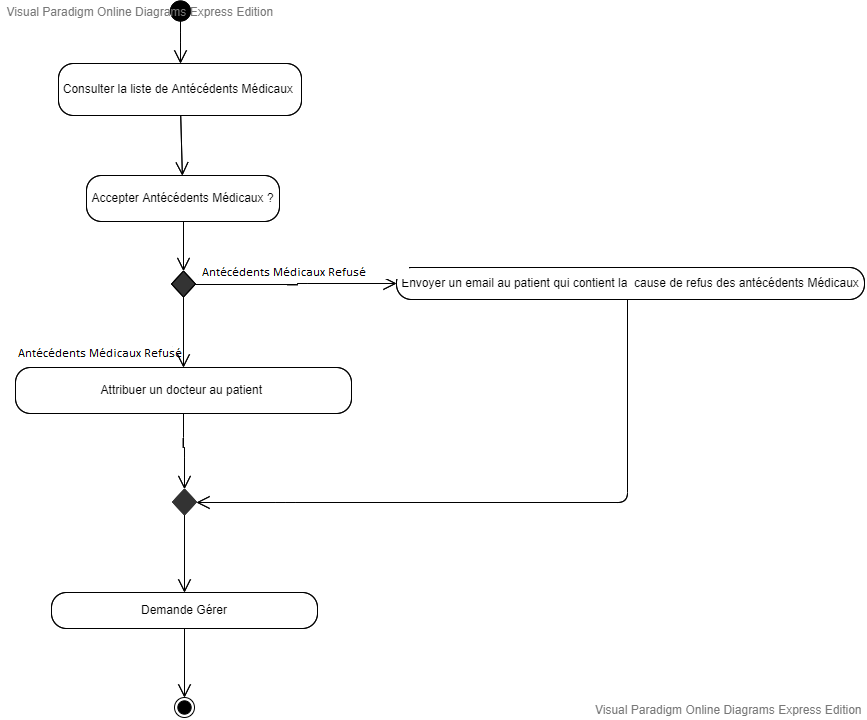 Visual Paradigm Online Diagrams Express Edition
Consulter la liste de Antécédents Médicaux
Accepter Antécédents Médicaux ?
Antécédents Médicaux Refusé
Envoyer un email au patient qui contient la cause de refus des antécédents Médicaux
Antécédents Médicaux Refusé
Attribuer un docteur au patient
Demande Gérer
Visual Paradigm Online Diagrams Express Edition